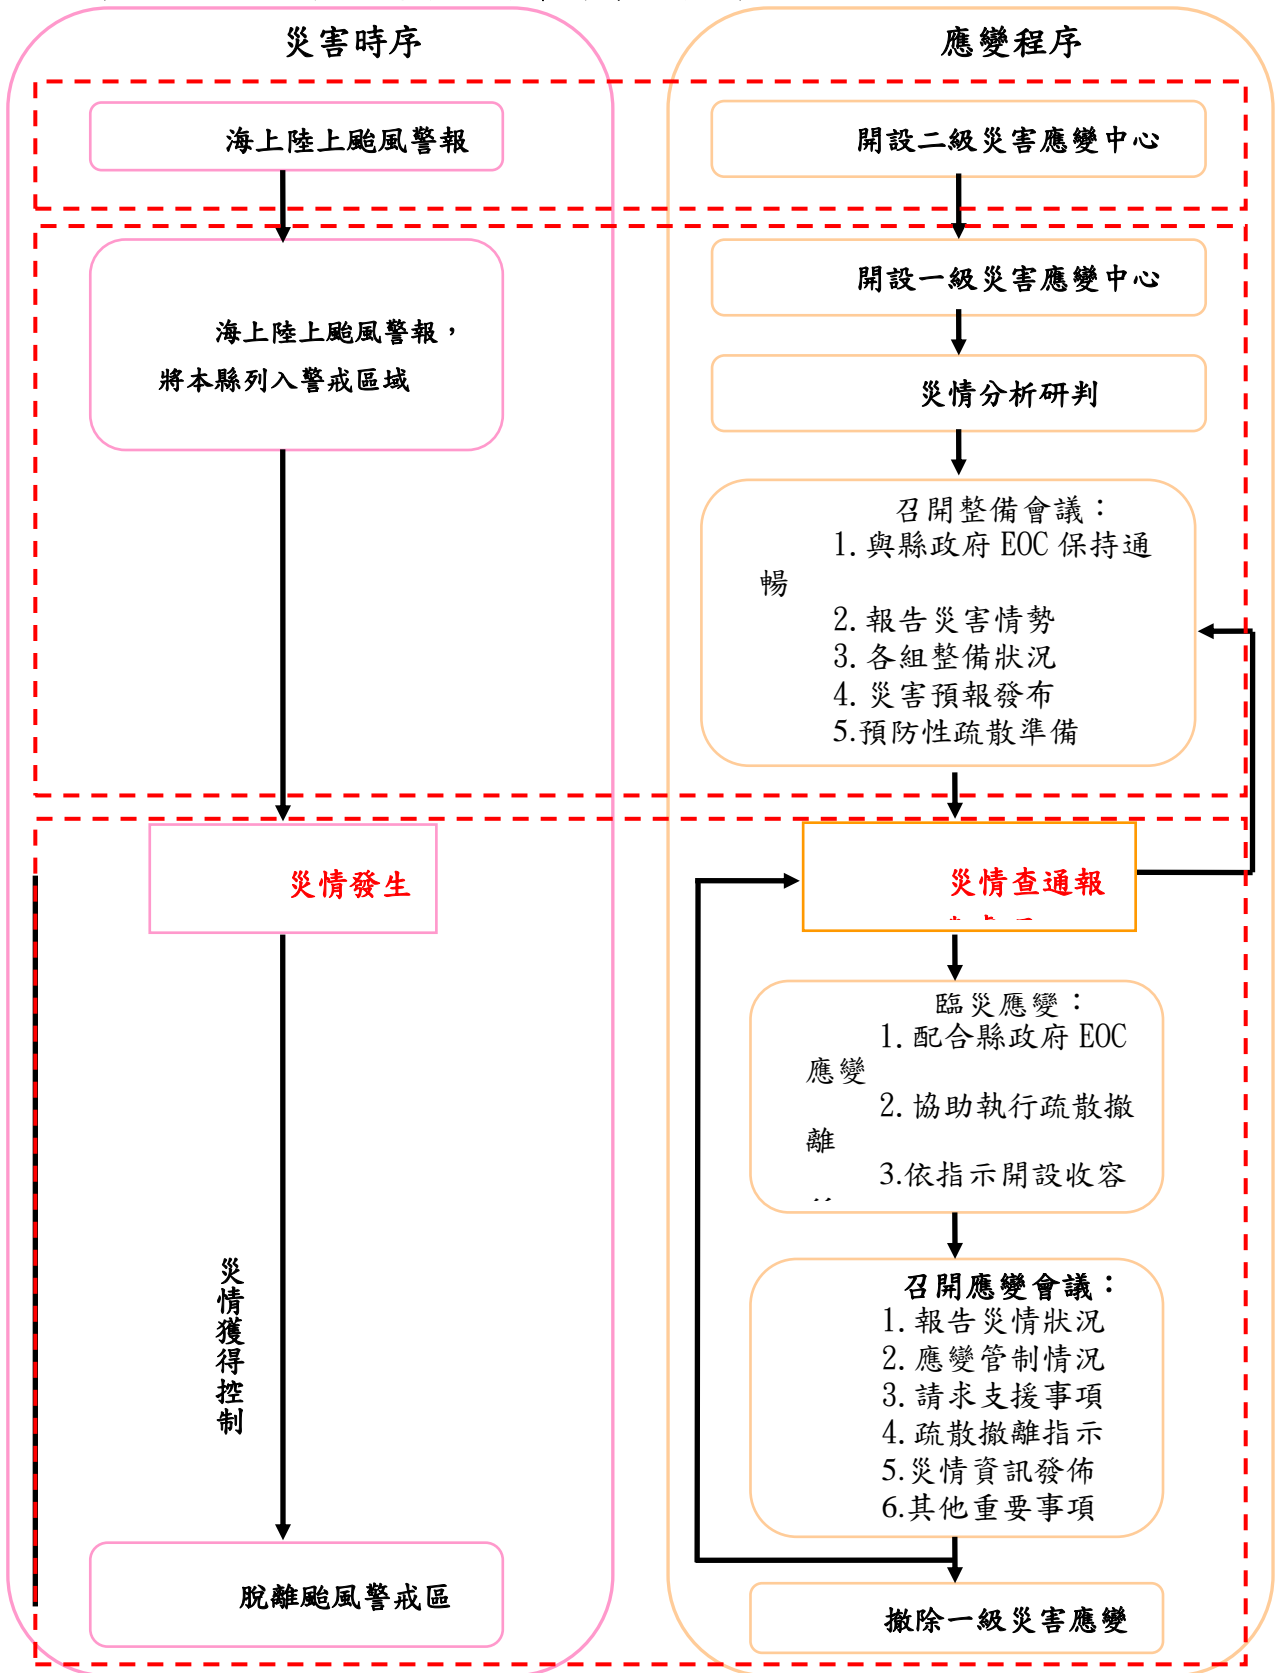 災害時序
海上陸上颱風警報
海上陸上颱風警報，
將本縣列入警戒區域
災情發生
災情獲得控制
脫離颱風警戒區
應變程序
開設二級災害應變中心
開設一級災害應變中心
災情分析研判
召開整備會議：
1.與縣政府 EOC 保持通
暢
2.報告災害情勢
3.各組整備狀況
4.災害預報發布
5.預防性疏散準備
災情查通報
臨災應變：
1.配合縣政府 EOC
應變
2.協助執行疏散撤
離
3.依指示開設收容
召開應變會議：
1.報告災情狀況
2.應變管制情況
3.請求支援事項
4.疏散撤離指示
5.災情資訊發佈
6.其他重要事項
撤除一級災害應變